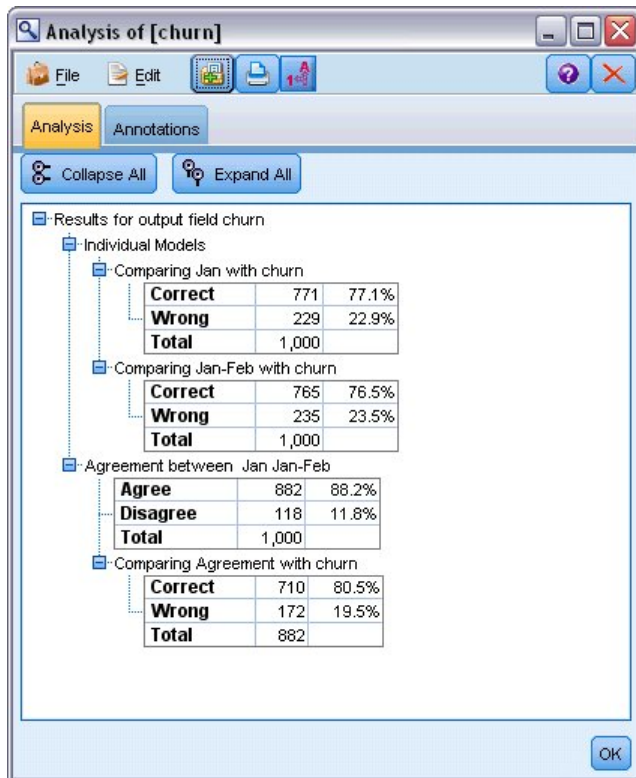 Analysis of [churn]
File Edit
Analysis Annotations
Collapse All Expand All
Results for output field churn
Individual Models
Comparing Jan with churn
Correct 771 77.1%
Wrong 229 22.9%
Total 1,000
Comparing Jan-Feb with churn
Correct 765 76.5%
Wrong 235 23.5%
Total 1,000
Agreement between Jan Jan-Feb
Agree 882 88.2%
Disagree 118 11.8%
Total 1,000
Comparing Agreement with churn
Correct 710 80.5%
Wrong 172 19.5%
Total 882
OK